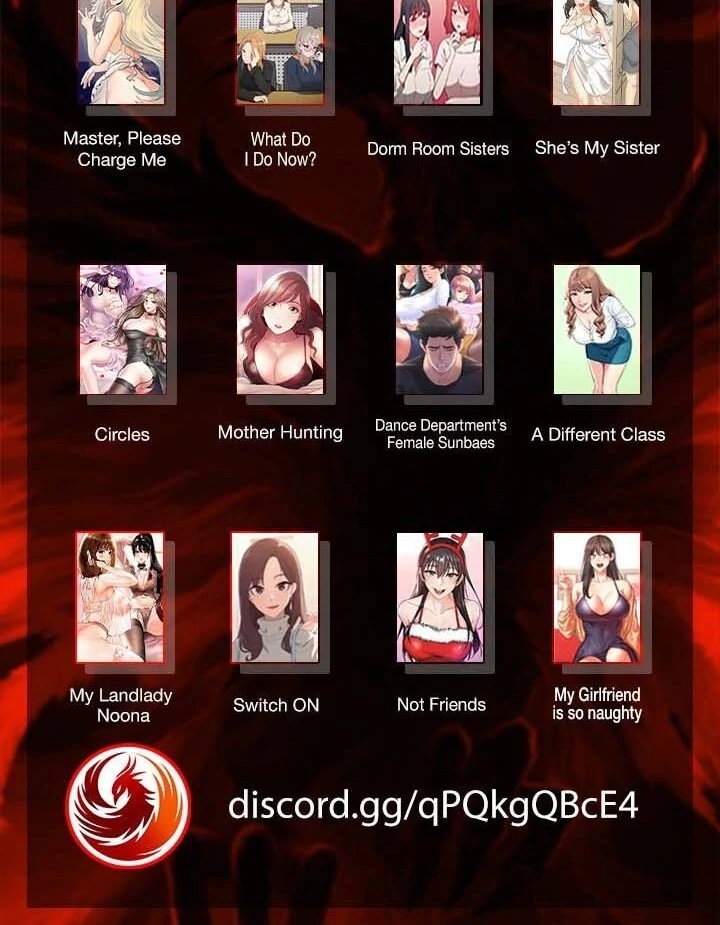 Master, Please
Charge Me
What Do
I Do Now?
Dorm Room Sisters
She's My Sister
Circles
Mother Hunting
Dance Department's
Female Sunbaes
A Different Class
My Landlady
Noona
Switch ON
Not Friends
My Girlfriend
is so naughty
discord.gg/qPQkgQBcE4